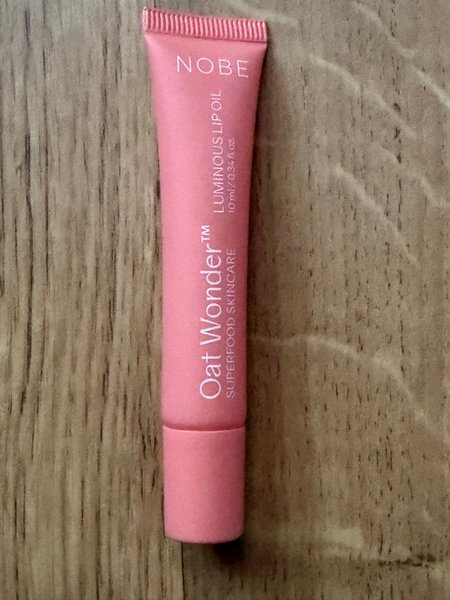 NOBE
Oat Wonder™
SUPERFOOD SKINCARE
LUMINOUS LIP OIL
10 ml / 0.34 fl. oz.